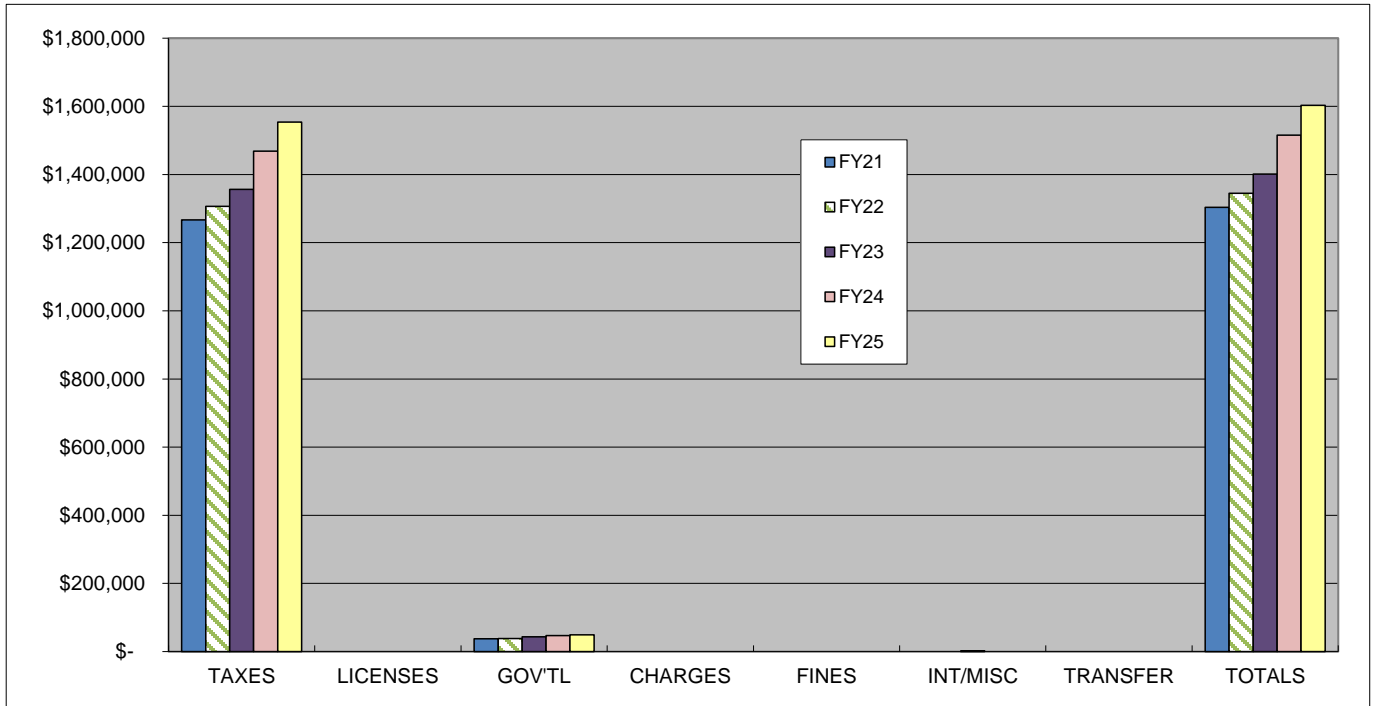 $1,800,000
$1,600,000
$1,400,000
$1,200,000
$1,000,000
$800,000
$600,000
$400,000
$200,000
$-
FY21
FY22
FY23
FY24
FY25
TAXES LICENSES GOV'TL CHARGES FINES INT/MISC TRANSFER TOTALS